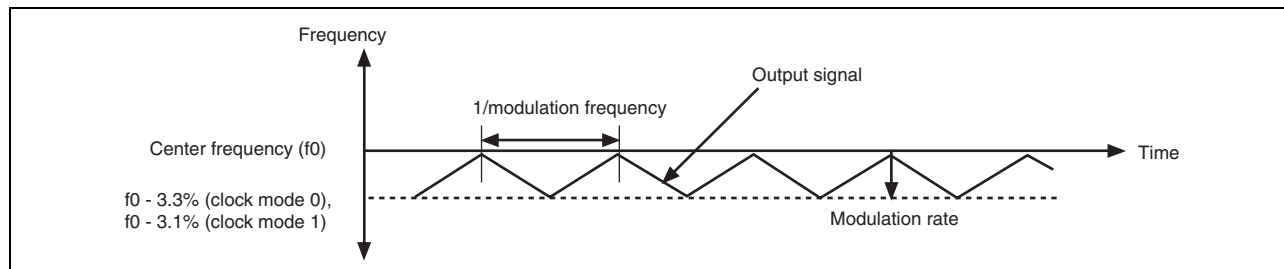 Frequency
Output signal
1/modulation frequency
Center frequency (f0)
Time
f0 - 3.3% (clock mode 0),
f0 - 3.1% (clock mode 1)
Modulation rate